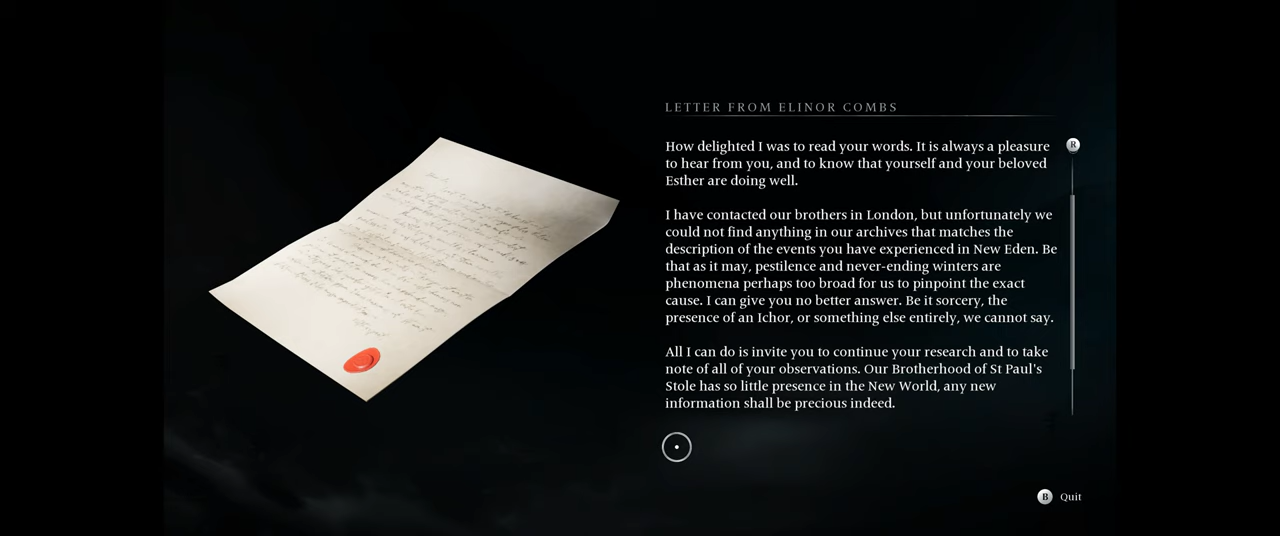 LETTER FROM ELINOR COMBS
How delighted I was to read your words. It is always a pleasure
to hear from you, and to know that yourself and your beloved
Esther are doing well.
I have contacted our brothers in London, but unfortunately we
could not find anything in our archives that matches the
description of the events you have experienced in New Eden. Be
that as it may, pestilence and never-ending winters are
phenomena perhaps too broad for us to pinpoint the exact
cause. I can give you no better answer. Be it sorcery, the
presence of an Ichor, or something else entirely, we cannot say.
All I can do is invite you to continue your research and to take
note of all of your observations. Our Brotherhood of St Paul's
Stole has so little presence in the New World, any new
information shall be precious indeed.
R
B Quit